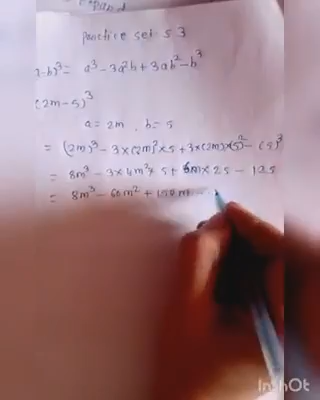 Practice set 5.3
a-b)³ = a³ - 3a²b + 3ab² - b³
(2m-5)³
a = 2m, b = 5
= (2m)³ - 3×(2m)²×5 + 3×(2m)×(5)² - (5)³
= 8m³ - 3×4m²×5 + 6m×25 - 125
= 8m³ - 60m² + 150m -
InShOt